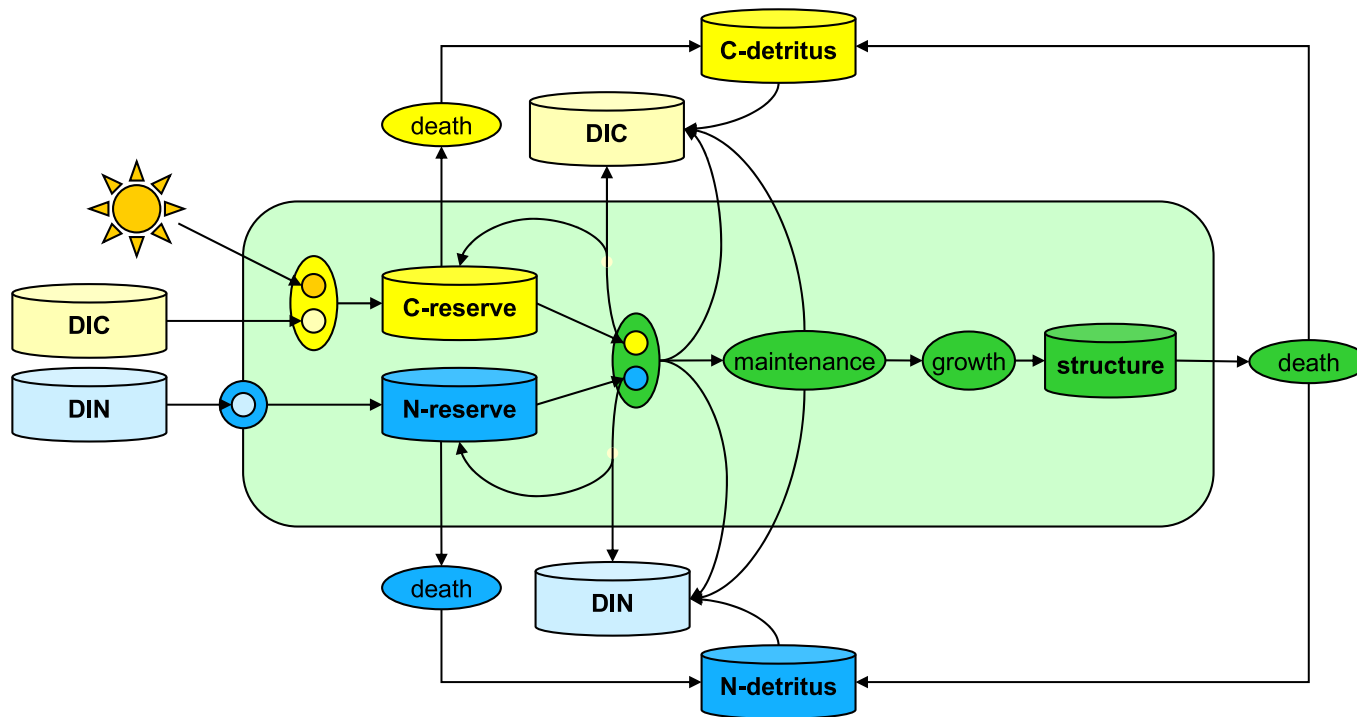 C-detritus
death
DIC
C-reserve
DIC
DIN
N-reserve
maintenance
growth
structure
death
death
DIN
N-detritus